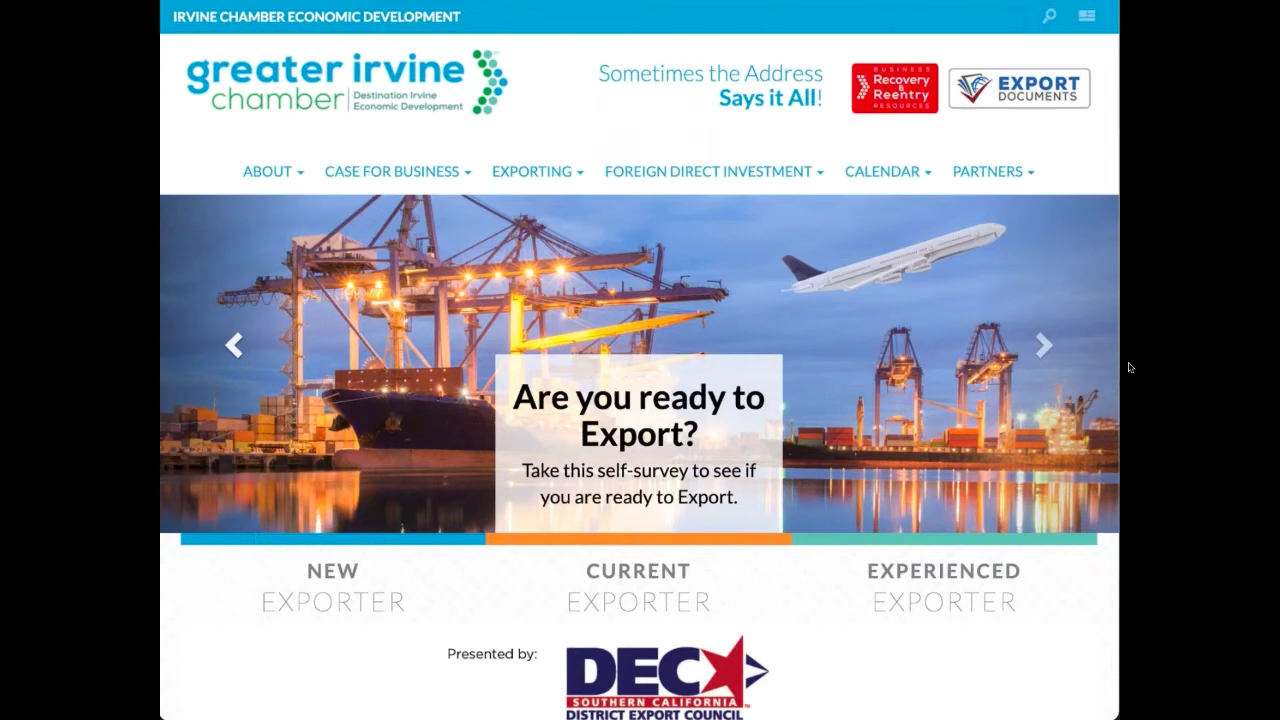 IRVINE CHAMBER ECONOMIC DEVELOPMENT
greater irvine
chamber
Destination Irvine
Economic Development
Sometimes the Address
Says it All!
BUSINESS
Recovery
&
Reentry
RESOURCES
EXPORT
DOCUMENTS
ABOUT
CASE FOR BUSINESS
EXPORTING
FOREIGN DIRECT INVESTMENT
CALENDAR
PARTNERS
Are you ready to
Export?
Take this self-survey to see if
you are ready to Export.
NEW
EXPORTER
CURRENT
EXPORTER
EXPERIENCED
EXPORTER
Presented by:
DEC
SOUTHERN CALIFORNIA
DISTRICT EXPORT COUNCIL